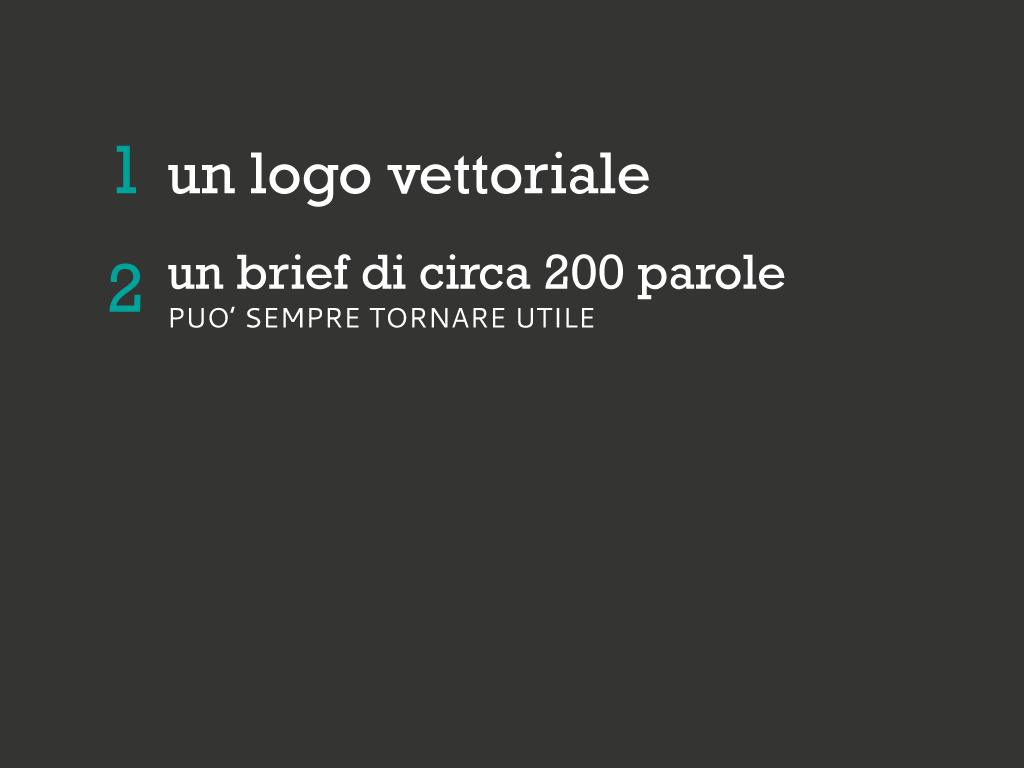 1 un logo vettoriale
2 un brief di circa 200 parole
PUO’ SEMPRE TORNARE UTILE